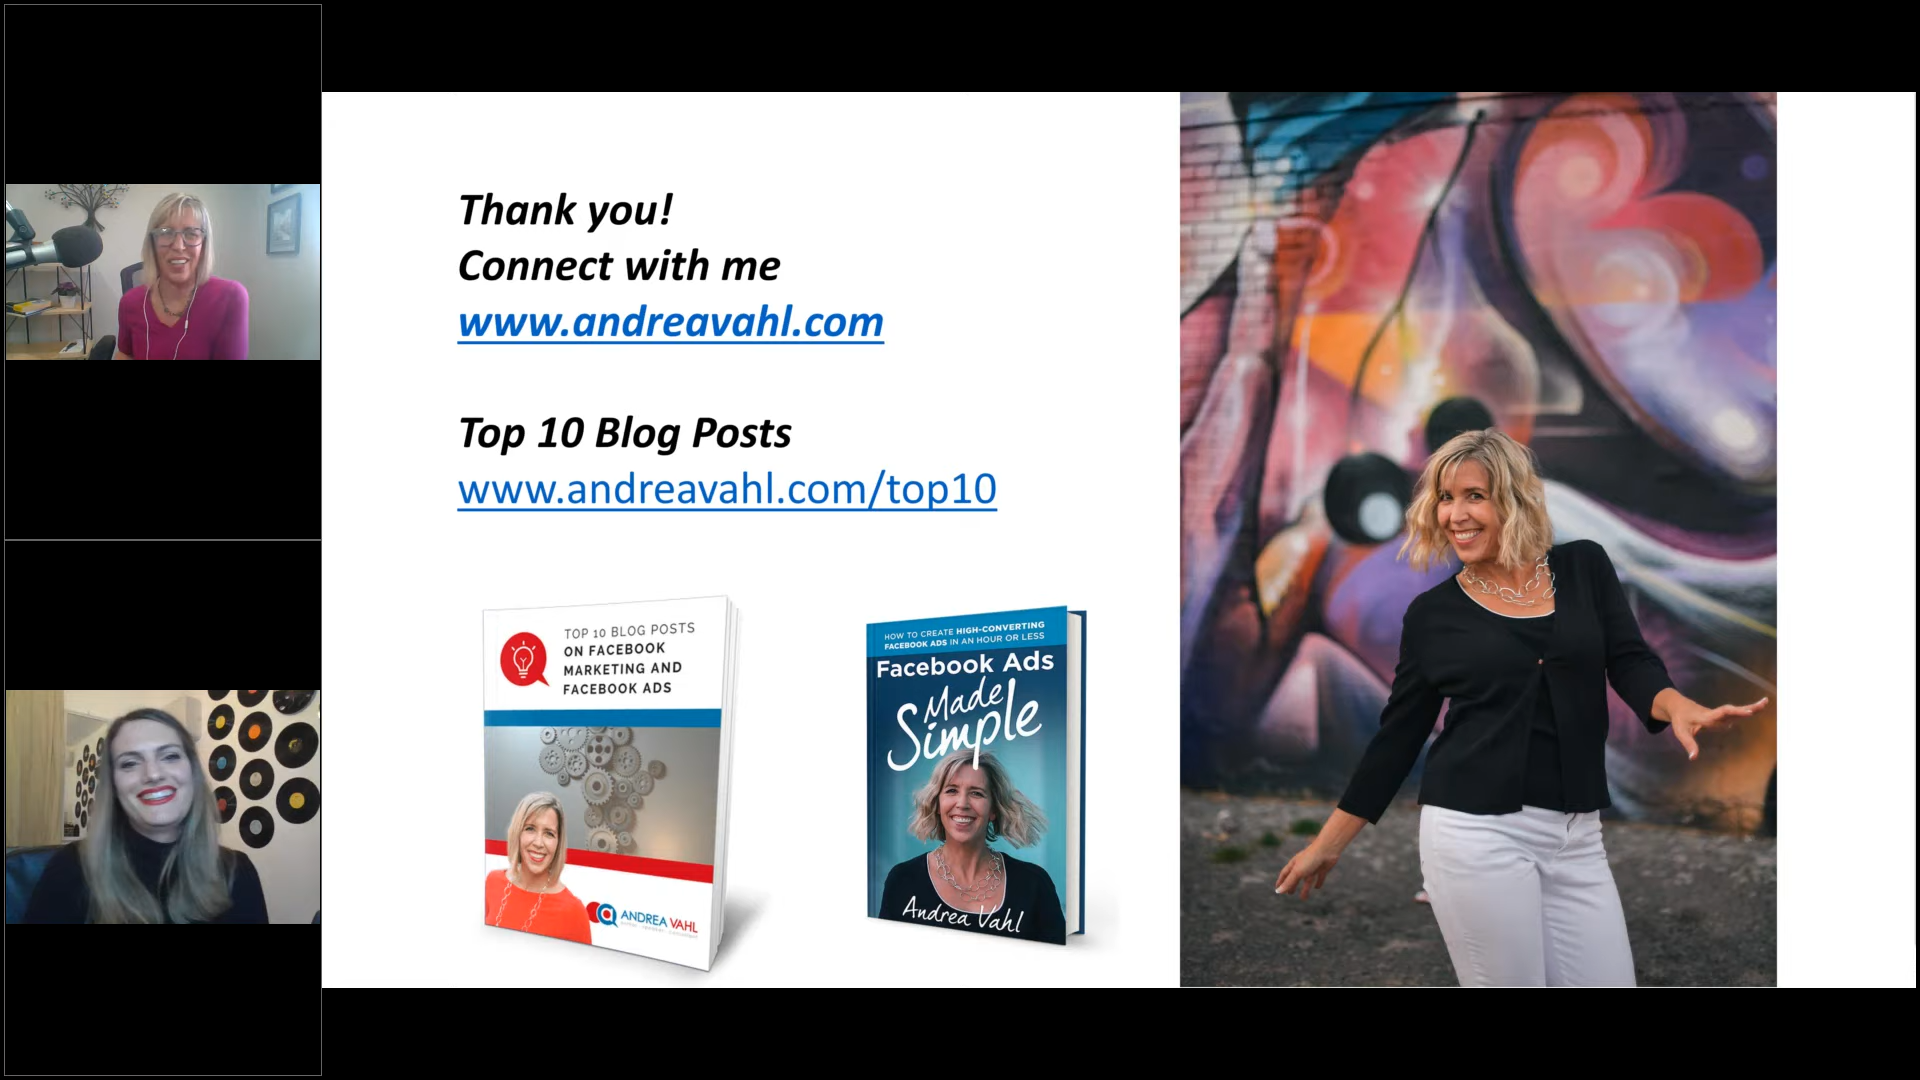 Thank you!
Connect with me
www.andreavahl.com
Top 10 Blog Posts
www.andreavahl.com/top10
TOP 10 BLOG POSTS
ON FACEBOOK
MARKETING AND
FACEBOOK ADS
ANDREA VAHL
HOW TO CREATE HIGH-CONVERTING
FACEBOOK ADS IN AN HOUR OR LESS
Facebook Ads
Made
Simple
Andrea Vahl